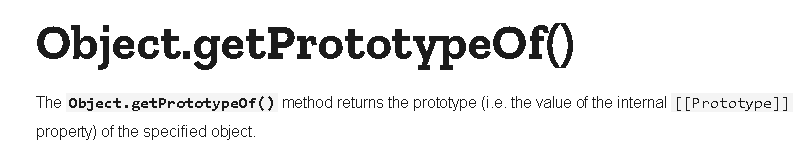 Object.getPrototypeOf()
The Object.getPrototypeOf() method returns the prototype (i.e. the value of the internal [[Prototype]]
property) of the specified object.